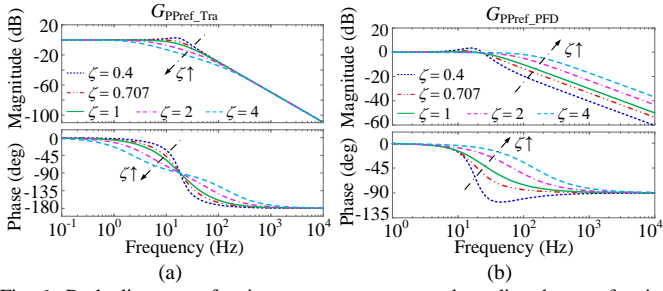 G_PPref_Tra
20
0
-40
-100
Magnitude (dB)
ζ↑
ζ = 0.4
ζ = 0.707
ζ = 1
ζ = 2
ζ = 4
0
-45
-90
-135
-180
Phase (deg)
ζ↑
10^-1
10^0
10^1
10^2
10^3
10^4
Frequency (Hz)
(a)
G_PPref_PFD
20
0
-20
-40
-60
Magnitude (dB)
ζ↑
ζ = 0.4
ζ = 0.707
ζ = 1
ζ = 2
ζ = 4
0
-45
-90
-135
Phase (deg)
ζ↑
10^0
10^1
10^2
10^3
10^4
Frequency (Hz)
(b)